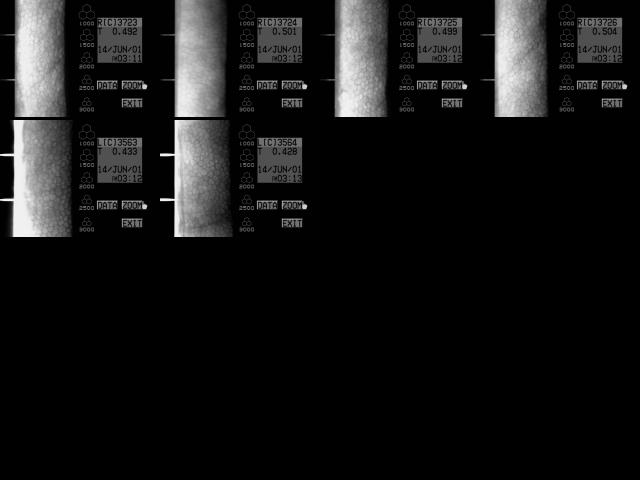 R(C)3723
T 0.492
14/JUN/01
PM03:11
DATA ZOOM
EXIT
1000
1500
2000
2500
3000
R(C)3724
T 0.501
14/JUN/01
PM03:12
DATA ZOOM
EXIT
1000
1500
2000
2500
3000
R(C)3725
T 0.499
14/JUN/01
PM03:12
DATA ZOOM
EXIT
1000
1500
2000
2500
3000
R(C)3726
T 0.504
14/JUN/01
PM03:12
DATA ZOOM
EXIT
1000
1500
2000
2500
3000
L(C)3563
T 0.433
14/JUN/01
PM03:12
DATA ZOOM
EXIT
1000
1500
2000
2500
3000
L(C)3564
T 0.428
14/JUN/01
PM03:13
DATA ZOOM
EXIT
1000
1500
2000
2500
3000